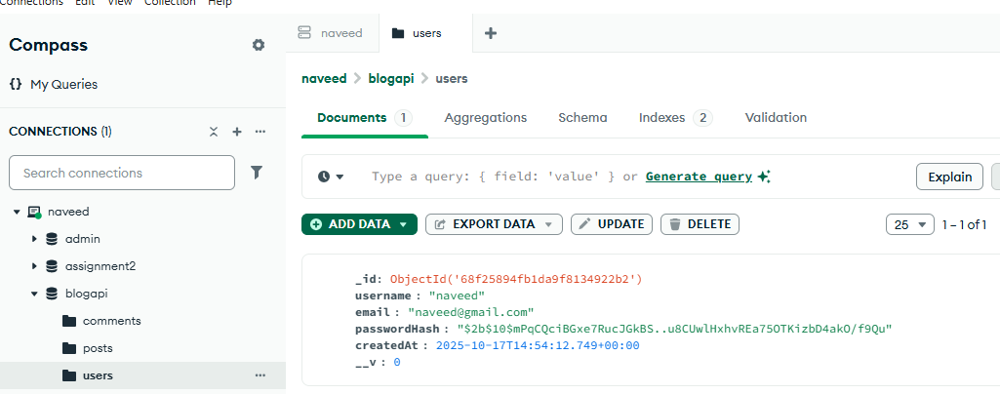 Connections Edit View Collection Help
Compass
{} My Queries
CONNECTIONS (1)
Search connections
naveed
admin
assignment2
blogapi
comments
posts
users
naveed
users
naveed > blogapi > users
Documents 1 Aggregations Schema Indexes 2 Validation
Type a query: { field: 'value' } or Generate query
Explain
ADD DATA EXPORT DATA UPDATE DELETE
25 1 – 1 of 1
_id: ObjectId('68f25894fb1da9f8134922b2')
username : "naveed"
email : "naveed@gmail.com"
passwordHash : "$2b$10$mPqCQciBGxe7RucJGkBS..u8CUwlHxhvREa75OTKizbD4akO/f9Qu"
createdAt : 2025-10-17T14:54:12.749+00:00
__v : 0